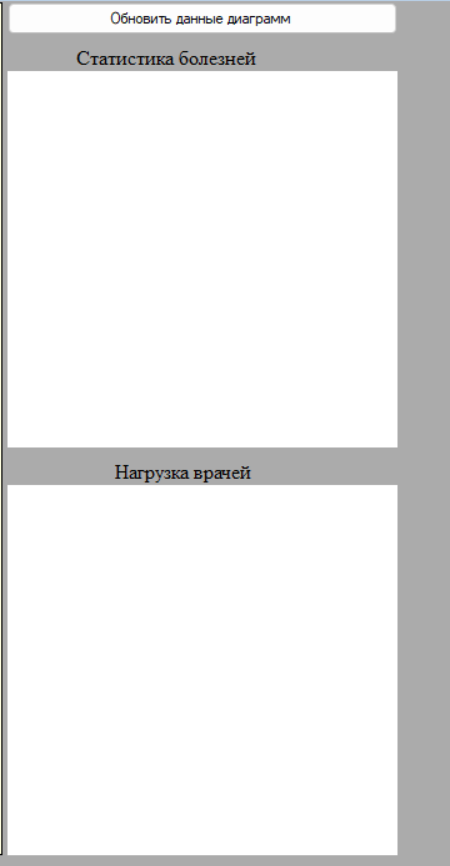 Обновить данные диаграмм
Статистика болезней
Нагрузка врачей